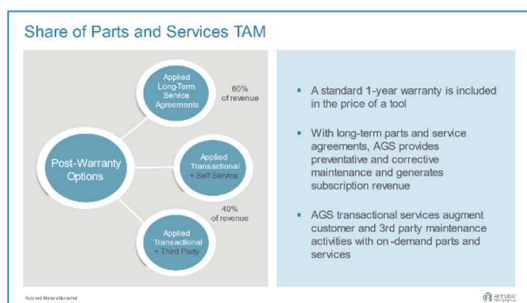 Share of Parts and Services TAM
Applied
Long-Term
Service
Agreements
60%
of revenue
Post-Warranty
Options
Applied
Transactional
+ Self Service
40%
of revenue
Applied
Transactional
+ Third Party
▪ A standard 1-year warranty is included
in the price of a tool
▪ With long-term parts and service
agreements, AGS provides
preventative and corrective
maintenance and generates
subscription revenue
▪ AGS transactional services augment
customer and 3rd party maintenance
activities with on-demand parts and
services
Applied Materials External
APPLIED